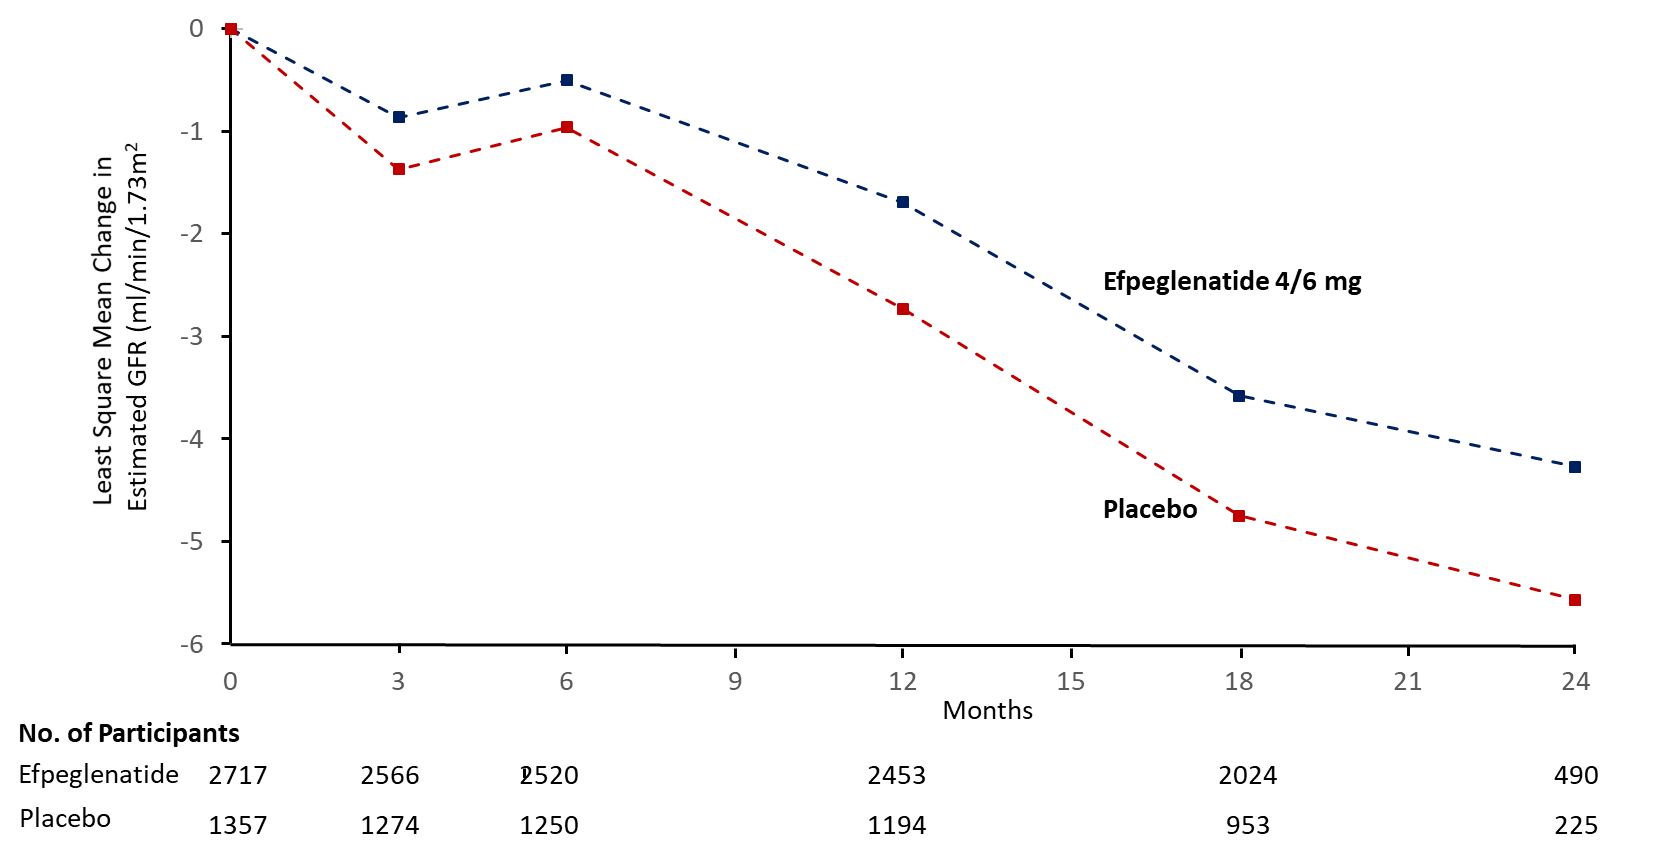 0
-1
-2
-3
-4
-5
-6
Least Square Mean Change in
Estimated GFR (ml/min/1.73m²
Efpeglenatide 4/6 mg
Placebo
0 3 6 9 12 15 18 21 24
Months
No. of Participants
Efpeglenatide 2717 2566 2520 2453 2024 490
Placebo 1357 1274 1250 1194 953 225